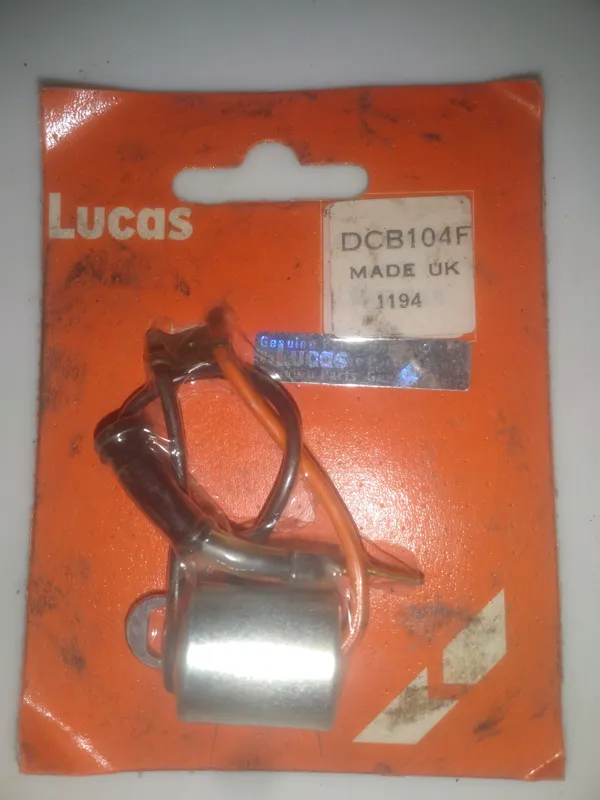 Lucas
DCB104F
MADE UK
1194
Genuine
Lucas